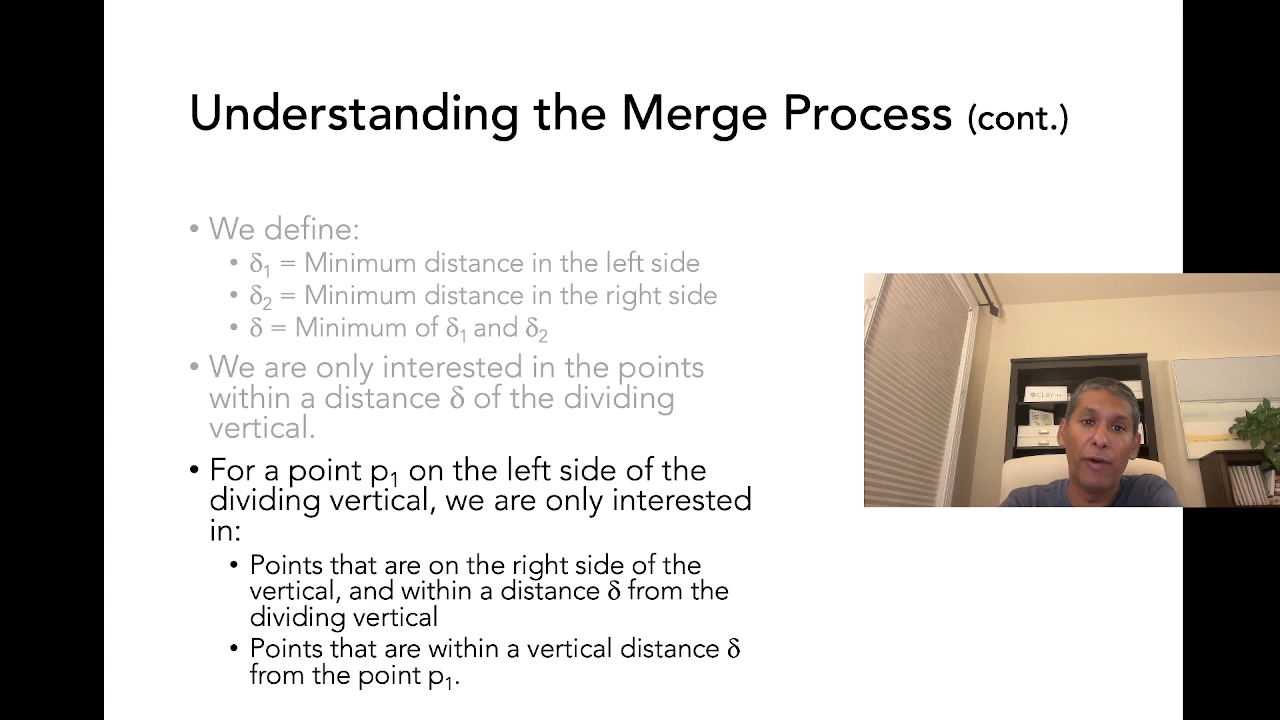 Understanding the Merge Process (cont.)
• We define:
• δ₁ = Minimum distance in the left side
• δ₂ = Minimum distance in the right side
• δ = Minimum of δ₁ and δ₂
• We are only interested in the points
within a distance δ of the dividing
vertical.
• For a point p₁ on the left side of the
dividing vertical, we are only interested
in:
• Points that are on the right side of the
vertical, and within a distance δ from the
dividing vertical
• Points that are within a vertical distance δ
from the point p₁.
CLAY